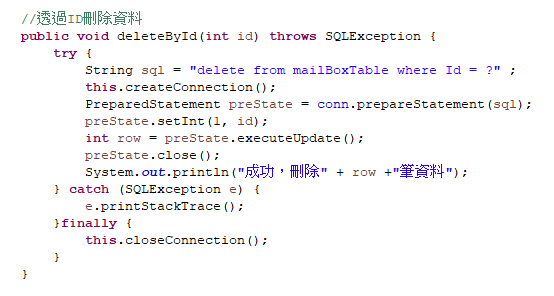 //透過ID刪除資料
public void deleteById(int id) throws SQLException {
try {
String sql = "delete from mailBoxTable where Id = ?" ;
this.createConnection();
PreparedStatement preState = conn.prepareStatement(sql);
preState.setInt(1, id);
int row = preState.executeUpdate();
preState.close();
System.out.println("成功，刪除" + row +"筆資料");
} catch (SQLException e) {
e.printStackTrace();
}finally {
this.closeConnection();
}
}